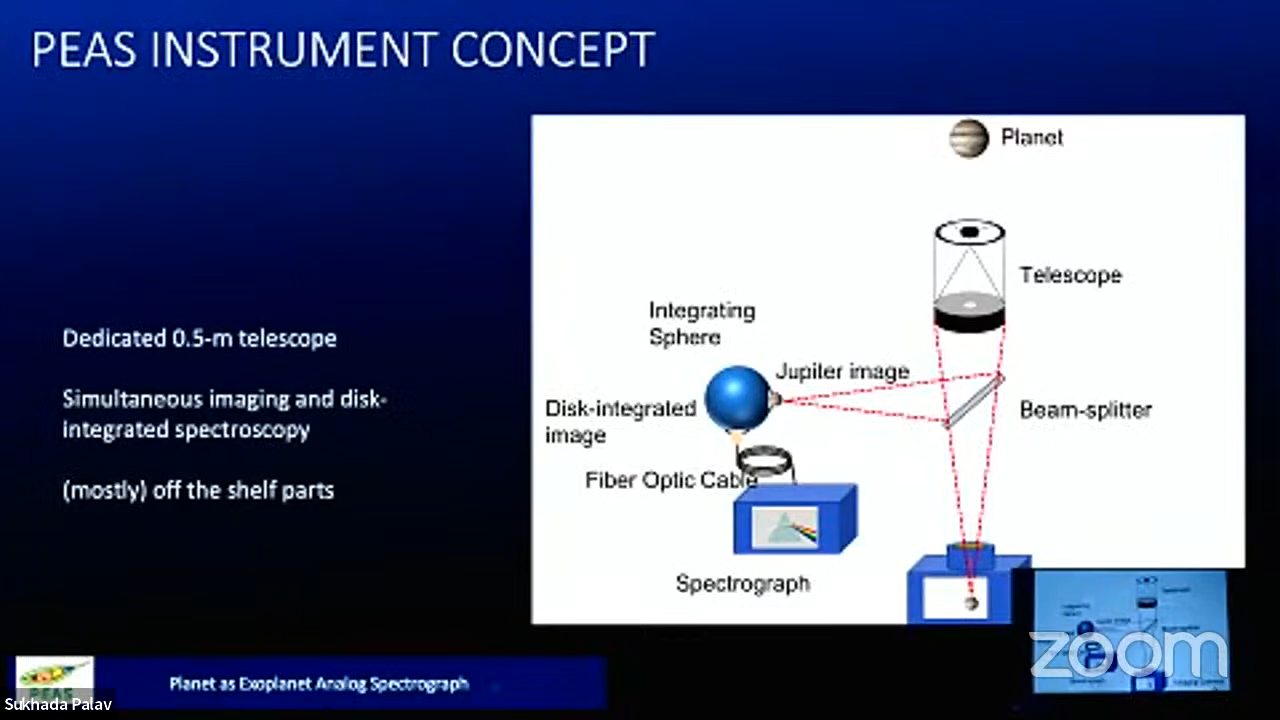 PEAS INSTRUMENT CONCEPT
Dedicated 0.5-m telescope
Simultaneous imaging and disk-
integrated spectroscopy
(mostly) off the shelf parts
Planet
Telescope
Integrating
Sphere
Jupiter image
Disk-integrated
image
Beam-splitter
Fiber Optic Cable
Spectrograph
Planet as Exoplanet Analog Spectrograph
PEAS
Sukhada Palav
zoom